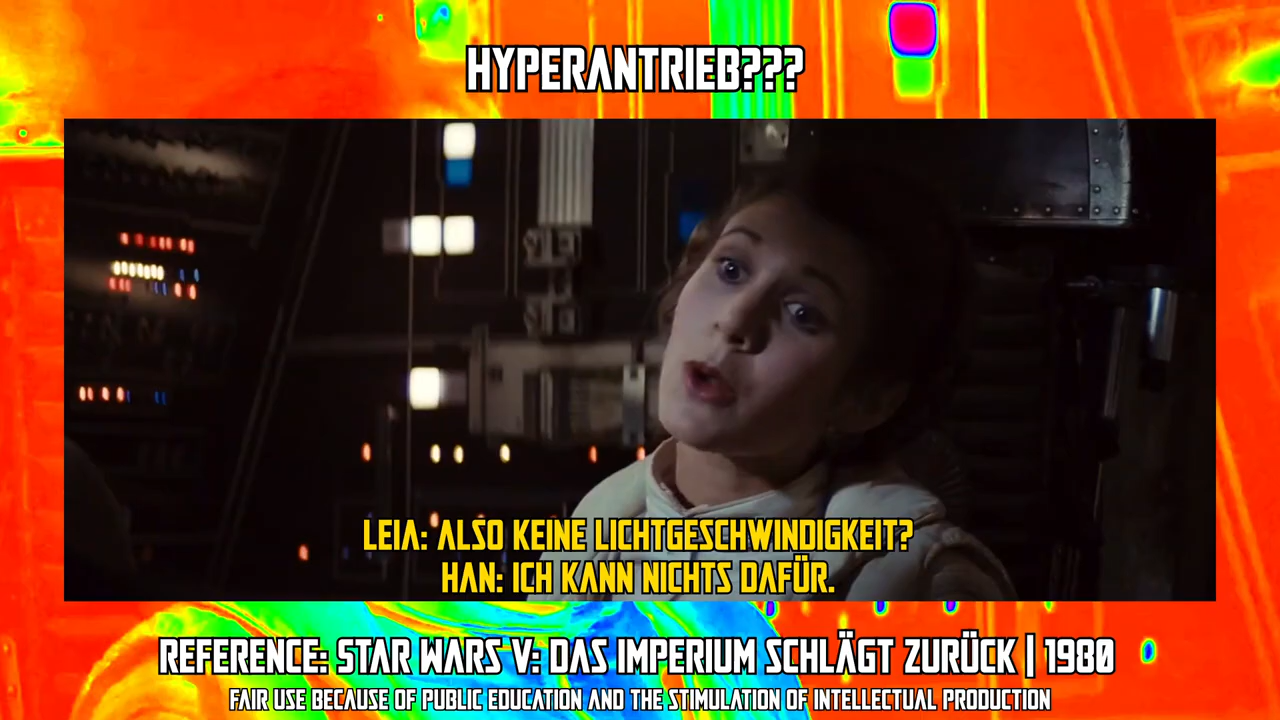 HYPERANTRIEB???
LEIA: ALSO KEINE LICHTGESCHWINDIGKEIT?
HAN: ICH KANN NICHTS DAFÜR.
REFERENCE: STAR WARS V: DAS IMPERIUM SCHLÄGT ZURÜCK | 1980
FAIR USE BECAUSE OF PUBLIC EDUCATION AND THE STIMULATION OF INTELLECTUAL PRODUCTION